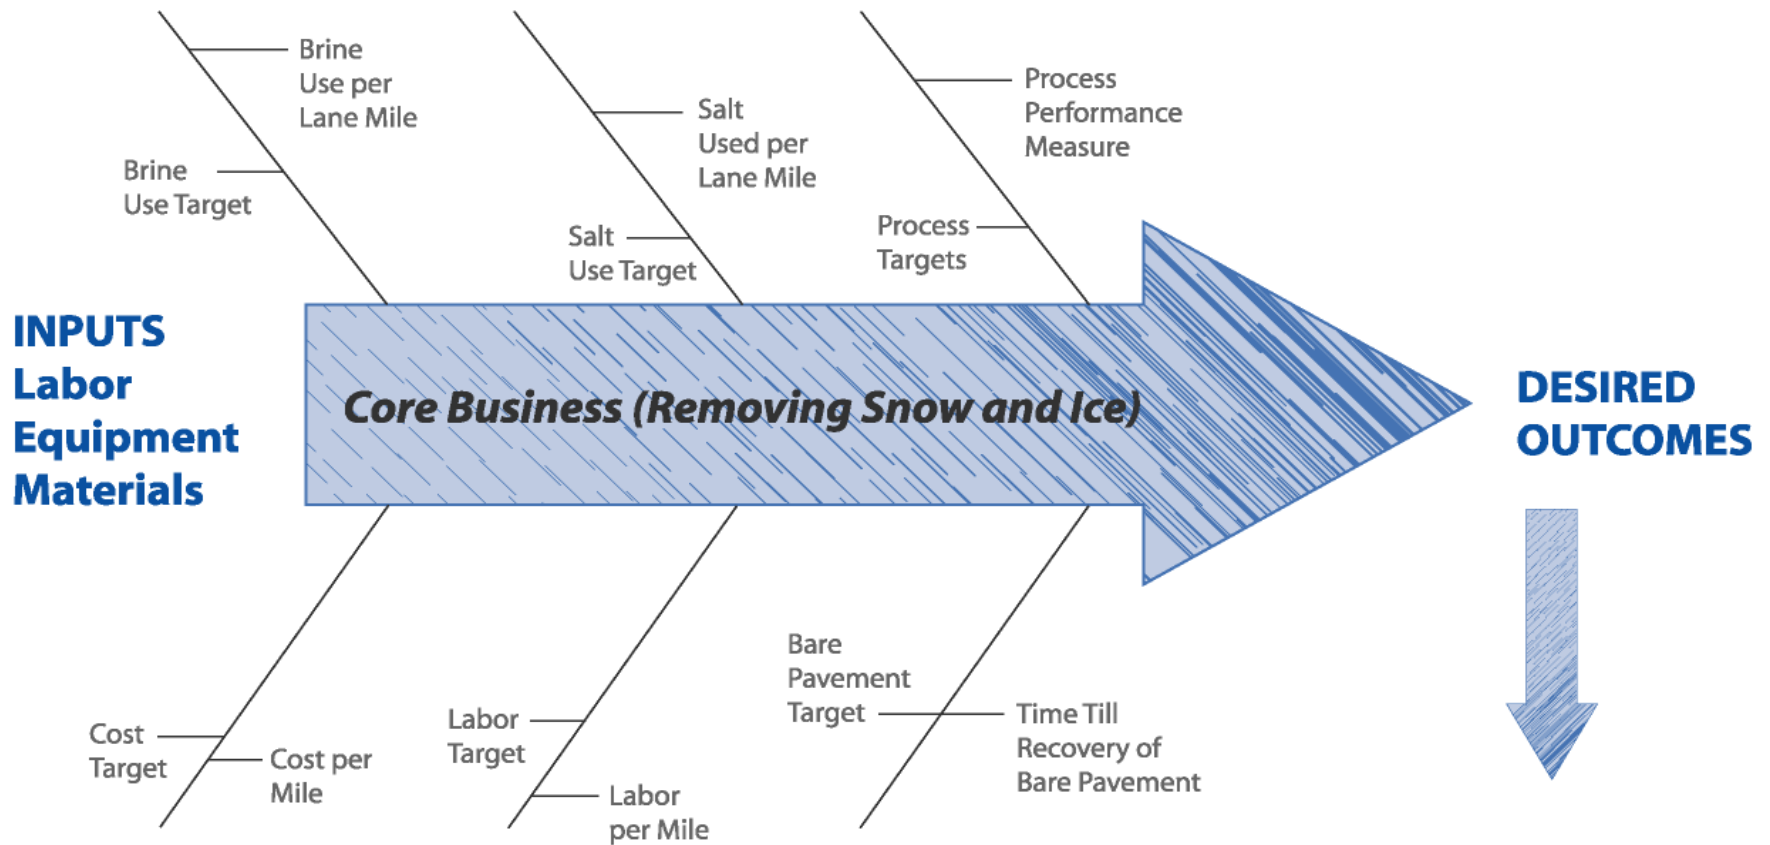 Brine
Use per
Lane Mile
Brine
Use Target
Salt
Used per
Lane Mile
Salt
Use Target
Process
Performance
Measure
Process
Targets
INPUTS
Labor
Equipment
Materials
Core Business (Removing Snow and Ice)
DESIRED
OUTCOMES
Cost
Target
Cost per
Mile
Labor
Target
Labor
per Mile
Bare
Pavement
Target
Time Till
Recovery of
Bare Pavement